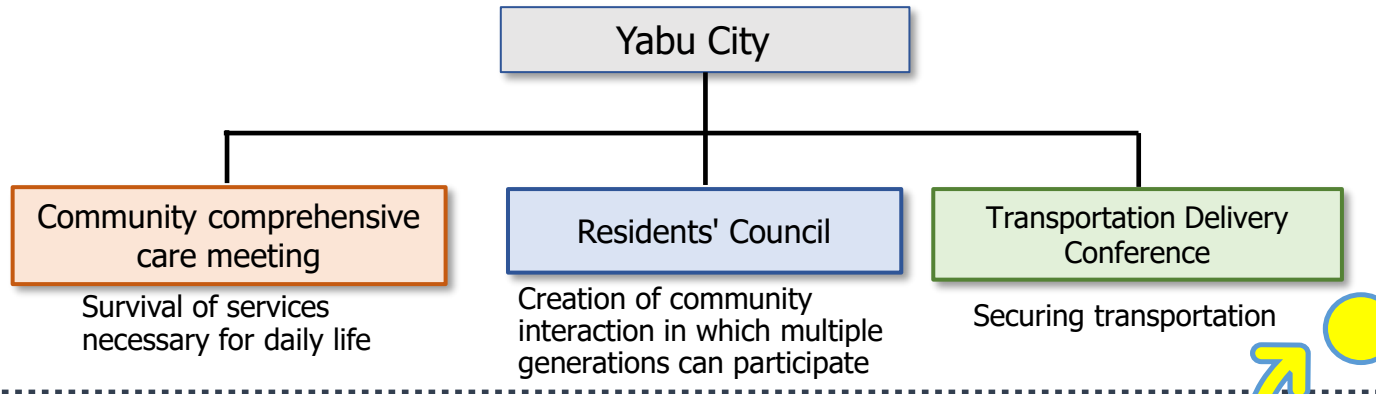 Yabu City
Community comprehensive
care meeting
Survival of services
necessary for daily life
Residents' Council
Creation of community
interaction in which multiple
generations can participate
Transportation Delivery
Conference
Securing transportation